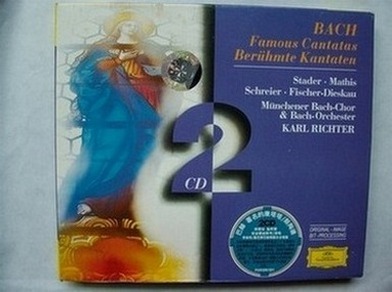 BACH
Famous Cantatas
Berühmte Kantaten
Stader · Mathis
Schreier · Fischer-Dieskau
Münchener Bach-Chor
& Bach-Orchester
KARL RICHTER
2
CD
2CD
ORIGINAL - IMAGE
BIT - PROCESSING